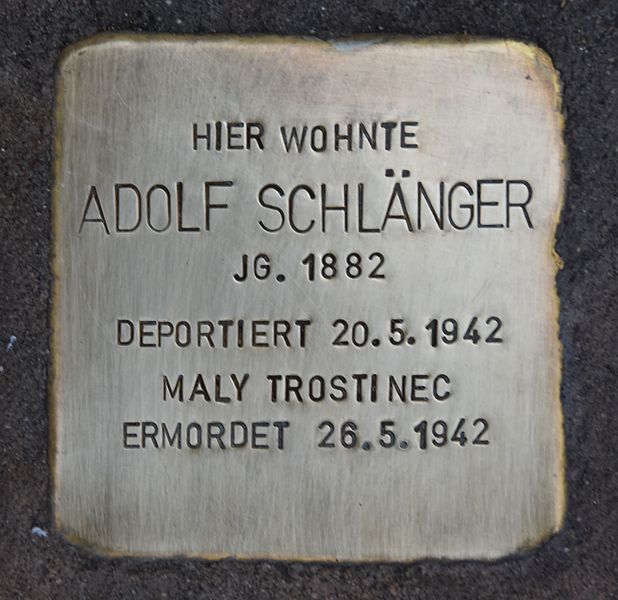 HIER WOHNTE
ADOLF SCHLÄNGER
JG. 1882
DEPORTIERT 20.5.1942
MALY TROSTINEC
ERMORDET 26.5.1942